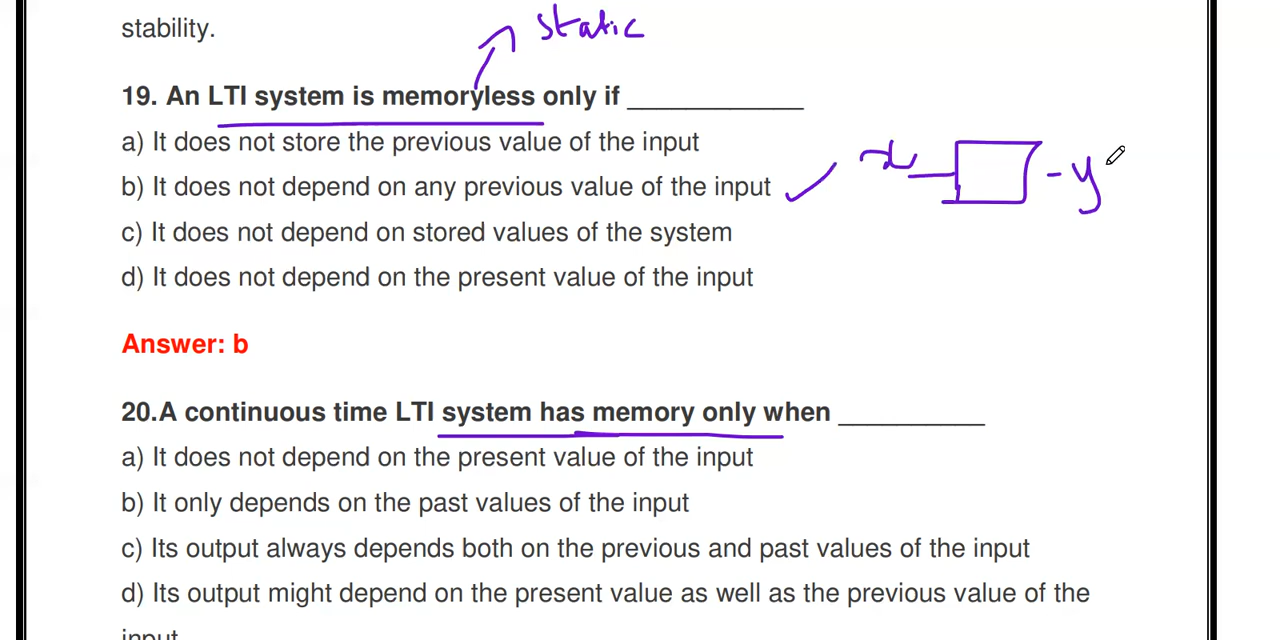 stability.
static
19. An LTI system is memoryless only if ____________
a) It does not store the previous value of the input
b) It does not depend on any previous value of the input
x
y
c) It does not depend on stored values of the system
d) It does not depend on the present value of the input
Answer: b
20.A continuous time LTI system has memory only when __________
a) It does not depend on the present value of the input
b) It only depends on the past values of the input
c) Its output always depends both on the previous and past values of the input
d) Its output might depend on the present value as well as the previous value of the
input